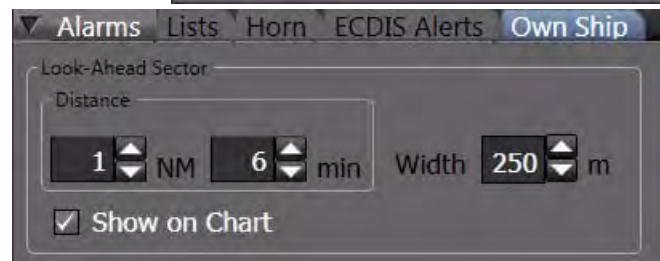 Alarms Lists Horn ECDIS Alerts Own Ship
Look-Ahead Sector
Distance
1 NM 6 min Width 250 m
Show on Chart